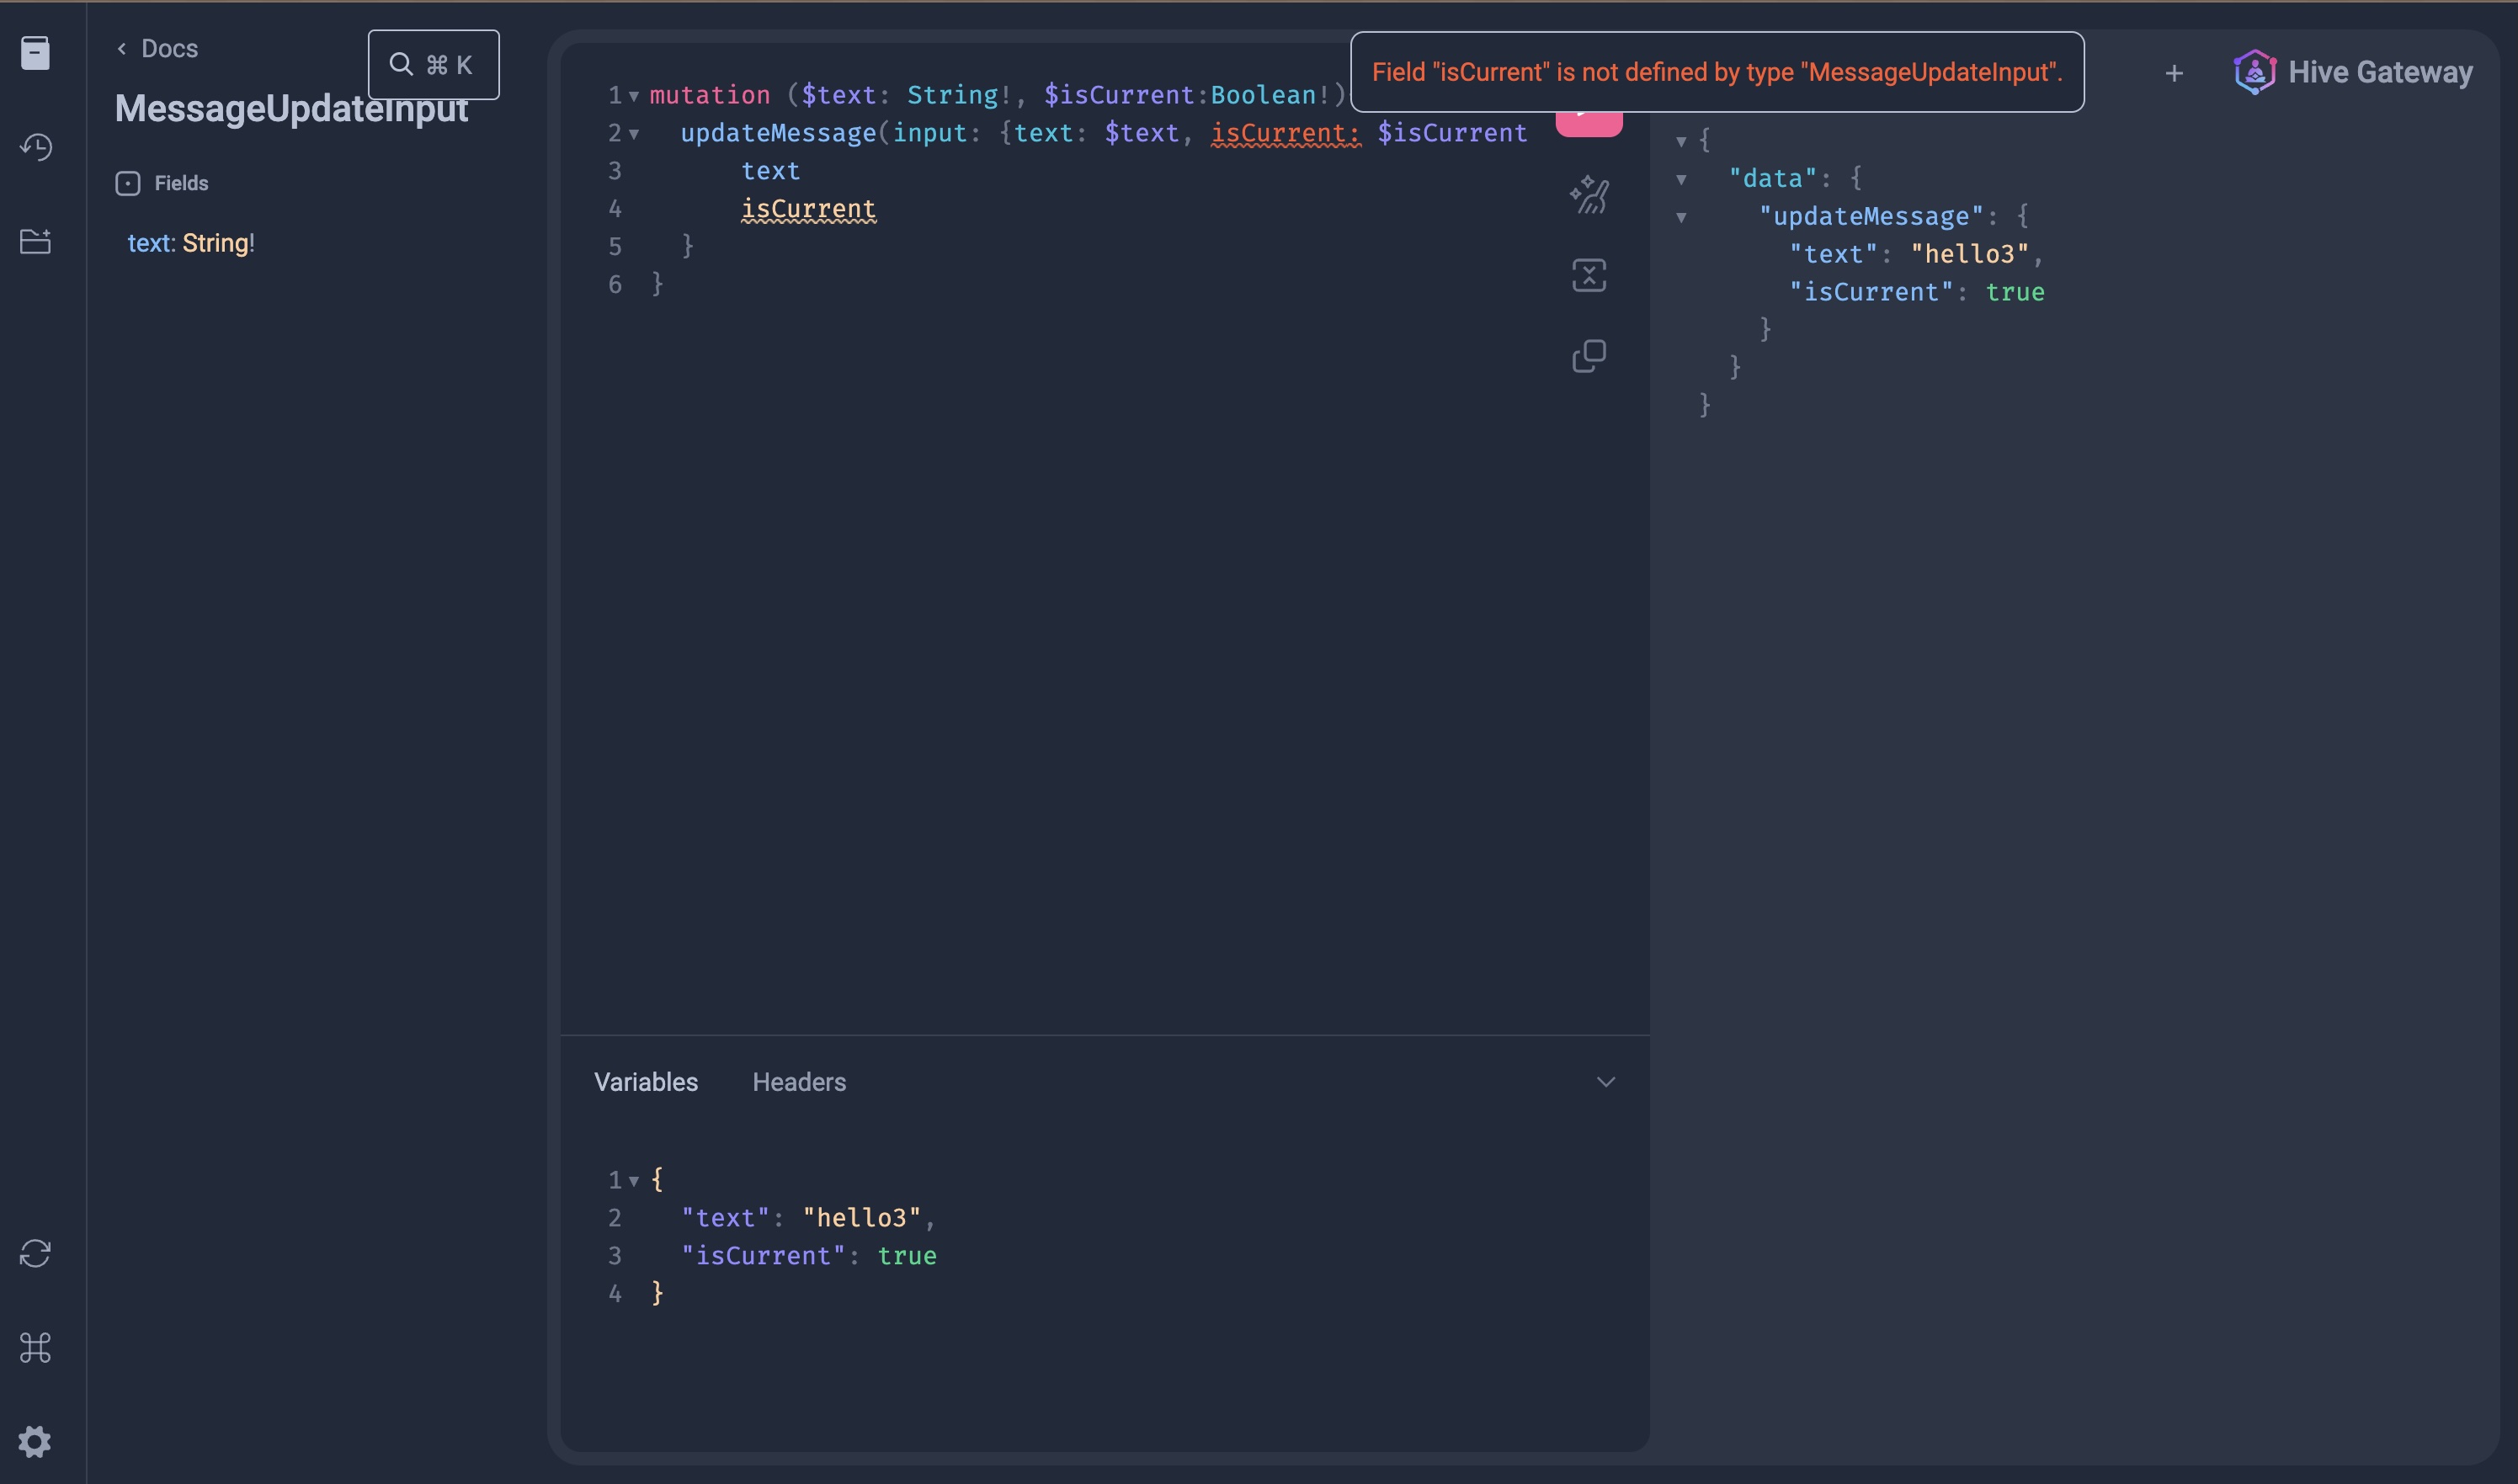 Docs
⌘ K
MessageUpdateInput
Fields
text: String!
1 mutation ($text: String!, $isCurrent:Boolean!)
2 updateMessage(input: {text: $text, isCurrent: $isCurrent
3 text
4 isCurrent
5 }
6 }
Field "isCurrent" is not defined by type "MessageUpdateInput".
+
Hive Gateway
{
"data": {
"updateMessage": {
"text": "hello3",
"isCurrent": true
}
}
}
Variables Headers
1 {
2 "text": "hello3",
3 "isCurrent": true
4 }